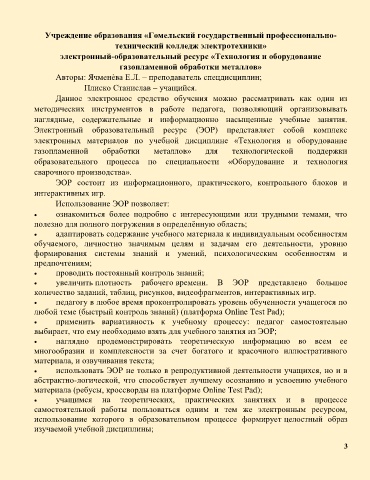 Учреждение образования «Гомельский государственный профессионально-
технический колледж электротехники»
электронный-образовательный ресурс «Технология и оборудование
газопламенной обработки металлов»
Авторы: Ячменёва Е.Л. – преподаватель спецдисциплин;
Плиско Станислав – учащийся.
Данное электронное средство обучения можно рассматривать как один из
методических инструментов в работе педагога, позволяющий организовывать
наглядные, содержательные и информационно насыщенные учебные занятия.
Электронный образовательный ресурс (ЭОР) представляет собой комплекс
электронных материалов по учебной дисциплине «Технология и оборудование
газопламенной обработки металлов» для технологической поддержки
образовательного процесса по специальности «Оборудование и технология
сварочного производства».
ЭОР состоит из информационного, практического, контрольного блоков и
интерактивных игр.
Использование ЭОР позволяет:
• ознакомиться более подробно с интересующими или трудными темами, что
полезно для полного погружения в определённую область;
• адаптировать содержание учебного материала к индивидуальным особенностям
обучаемого, личностно значимым целям и задачам его деятельности, уровню
формирования системы знаний и умений, психологическим особенностям и
предпочтениям;
• проводить постоянный контроль знаний;
• увеличить плотность рабочего времени. В ЭОР представлено большое
количество заданий, таблиц, рисунков, видеофрагментов, интерактивных игр.
• педагогу в любое время проконтролировать уровень обученности учащегося по
любой теме (быстрый контроль знаний) (платформа Online Test Pad);
• применить вариативность к учебному процессу: педагог самостоятельно
выбирает, что ему необходимо взять для учебного занятия из ЭОР;
• наглядно продемонстрировать теоретическую информацию во всем ее
многообразии и комплексности за счет богатого и красочного иллюстративного
материала, и озвучивания текста;
• использовать ЭОР не только в репродуктивной деятельности учащихся, но и в
абстрактно-логической, что способствует лучшему осознанию и усвоению учебного
материала (ребусы, кроссворды на платформе Online Test Pad);
• учащимся на теоретических, практических занятиях и в процессе
самостоятельной работы пользоваться одним и тем же электронным ресурсом,
использование которого в образовательном процессе формирует целостный образ
изучаемой учебной дисциплины;
3